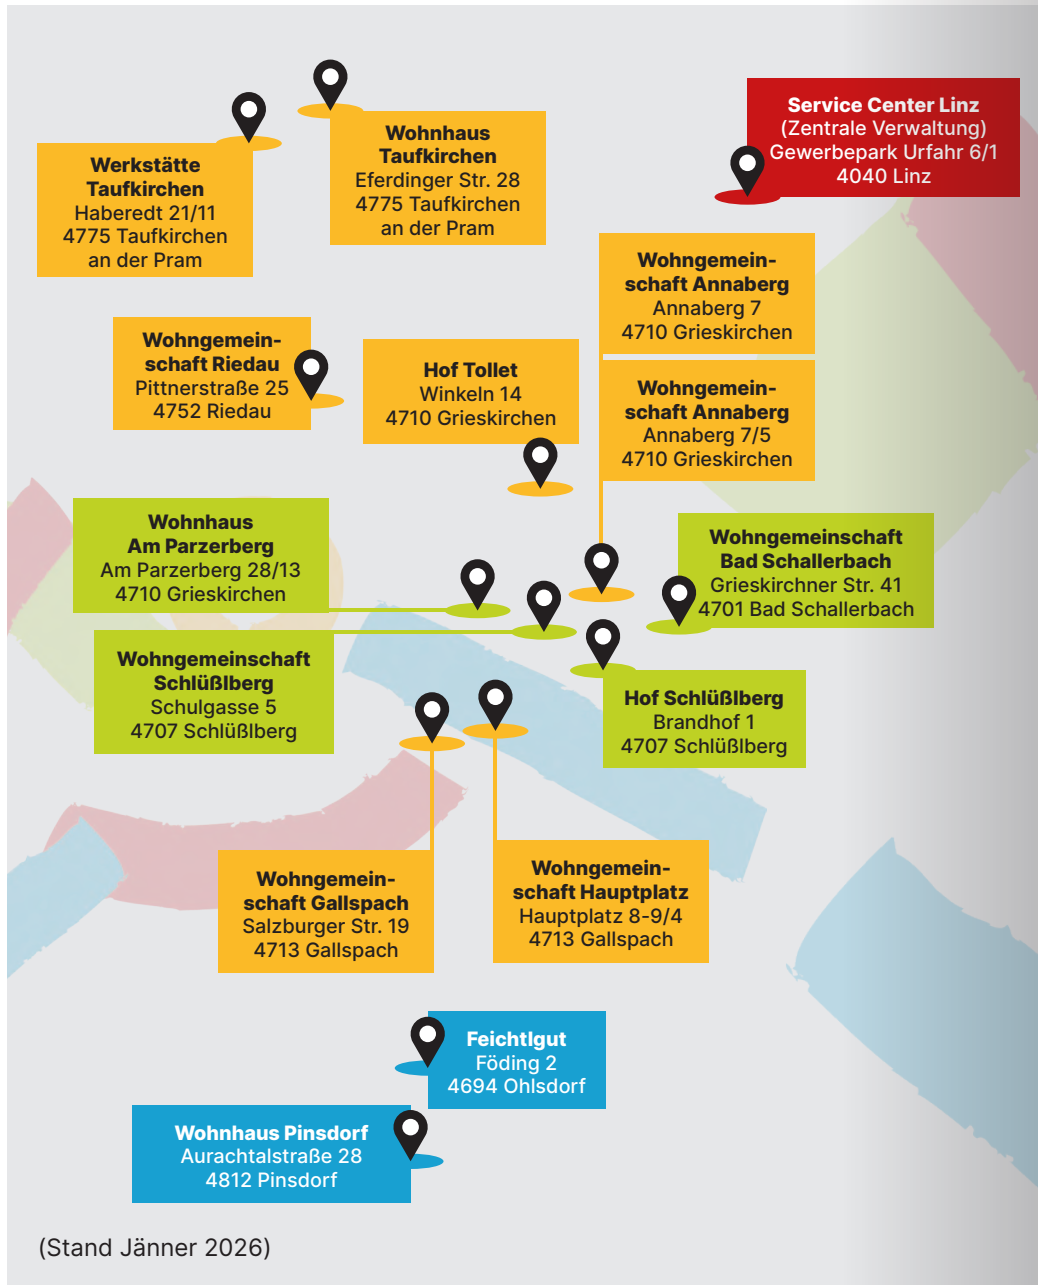 Service Center Linz
(Zentrale Verwaltung)
Gewerbepark Urfahr 6/1
4040 Linz
Wohnhaus
Taufkirchen
Eferdinger Str. 28
4775 Taufkirchen
an der Pram
Werkstätte
Taufkirchen
Haberedt 21/11
4775 Taufkirchen
an der Pram
Wohngemein-
schaft Annaberg
Annaberg 7
4710 Grieskirchen
Wohngemein-
schaft Riedau
Pittnerstraße 25
4752 Riedau
Hof Tollet
Winkeln 14
4710 Grieskirchen
Wohngemein-
schaft Annaberg
Annaberg 7/5
4710 Grieskirchen
Wohnhaus
Am Parzerberg
Am Parzerberg 28/13
4710 Grieskirchen
Wohngemeinschaft
Bad Schallerbach
Grieskirchner Str. 41
4701 Bad Schallerbach
Wohngemeinschaft
Schlüßlberg
Schulgasse 5
4707 Schlüßlberg
Hof Schlüßlberg
Brandhof 1
4707 Schlüßlberg
Wohngemein-
schaft Gallspach
Salzburger Str. 19
4713 Gallspach
Wohngemein-
schaft Hauptplatz
Hauptplatz 8-9/4
4713 Gallspach
Feichtlgut
Föding 2
4694 Ohlsdorf
Wohnhaus Pinsdorf
Aurachtalstraße 28
4812 Pinsdorf
(Stand Jänner 2026)